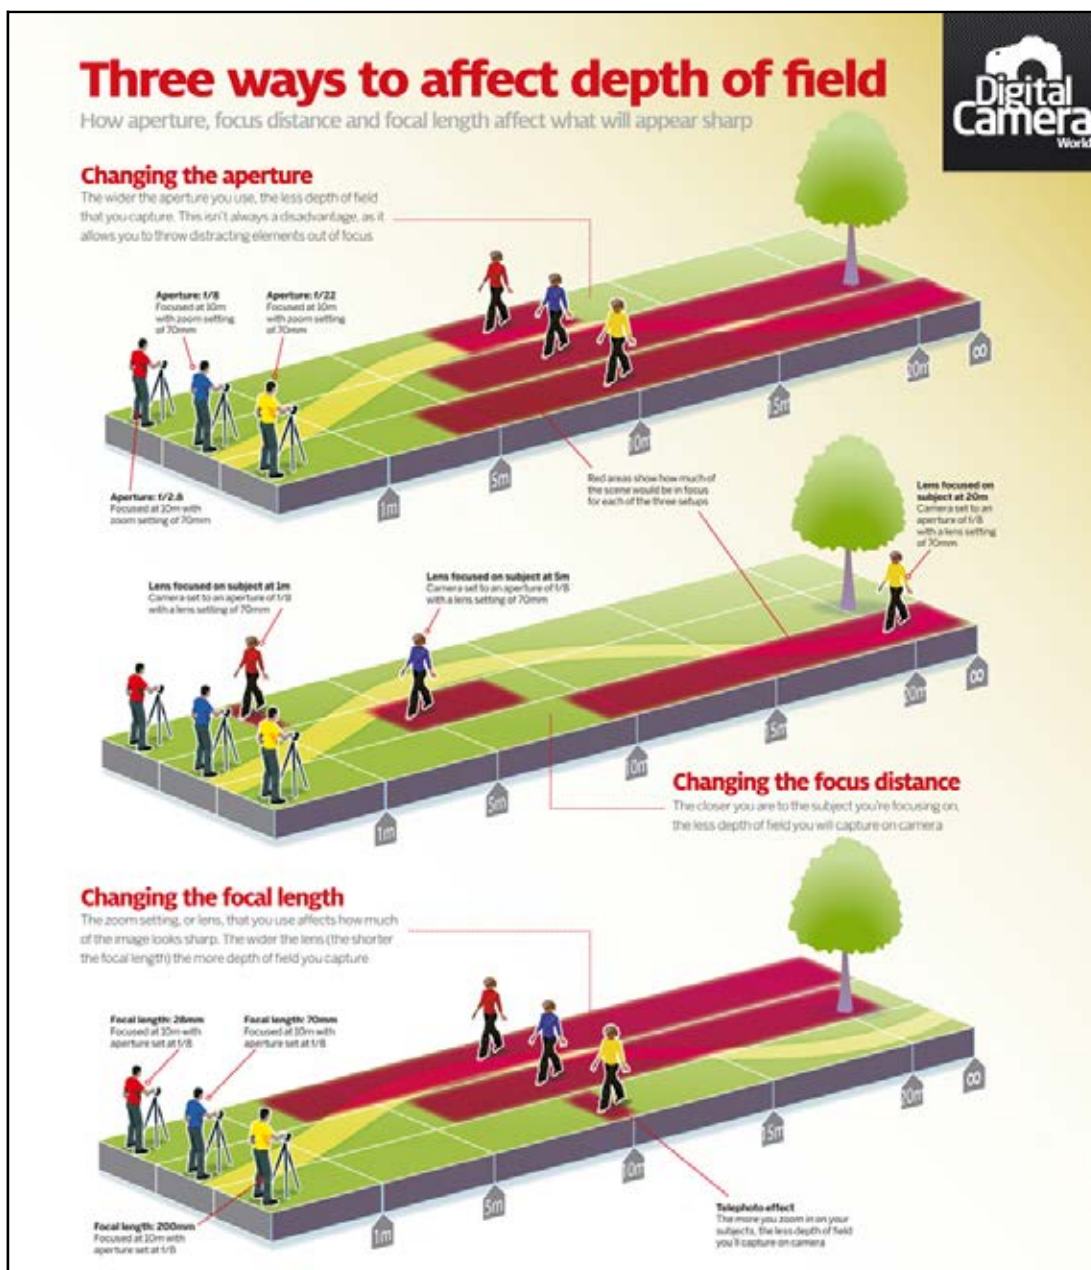 Three ways to affect depth of field
How aperture, focus distance and focal length affect what will appear sharp
Digital
Camera
World
Changing the aperture
The wider the aperture you use, the less depth of field
that you capture. This isn't always a disadvantage, as it
allows you to throw distracting elements out of focus
Aperture: f/8
Focused at 10m
with zoom setting
of 70mm
Aperture: f/22
Focused at 10m
with zoom setting
of 70mm
Aperture: f/2.8
Focused at 10m with
zoom setting of 70mm
1m
5m
10m
15m
20m
∞
Red areas show how much of
the scene would be in focus
for each of the three setups
Lens focused on
subject at 20m
Camera set to an
aperture of f/8
with a lens setting
of 70mm
Lens focused on subject at 1m
Camera set to an aperture of f/8
with a lens setting of 70mm
Lens focused on subject at 5m
Camera set to an aperture of f/8
with a lens setting of 70mm
1m
5m
10m
15m
20m
∞
Changing the focus distance
The closer you are to the subject you're focusing on,
the less depth of field you will capture on camera
Changing the focal length
The zoom setting, or lens, that you use affects how much
of the image looks sharp. The wider the lens (the shorter
the focal length) the more depth of field you capture
Focal length: 28mm
Focused at 10m with
aperture set at f/8
Focal length: 70mm
Focused at 10m with
aperture set at f/8
Focal length: 200mm
Focused at 10m with
aperture set at f/8
1m
5m
10m
15m
20m
∞
Telephoto effect
The more you zoom in on your
subjects, the less depth of field
you'll capture on camera